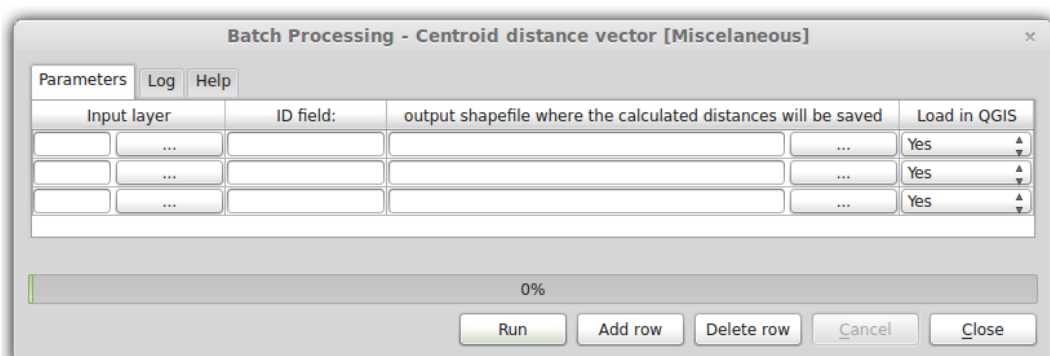 Batch Processing - Centroid distance vector [Miscelaneous]
Parameters Log Help
Input layer ID field: output shapefile where the calculated distances will be saved Load in QGIS
... ... Yes
... ... Yes
... ... Yes
0%
Run Add row Delete row Cancel Close